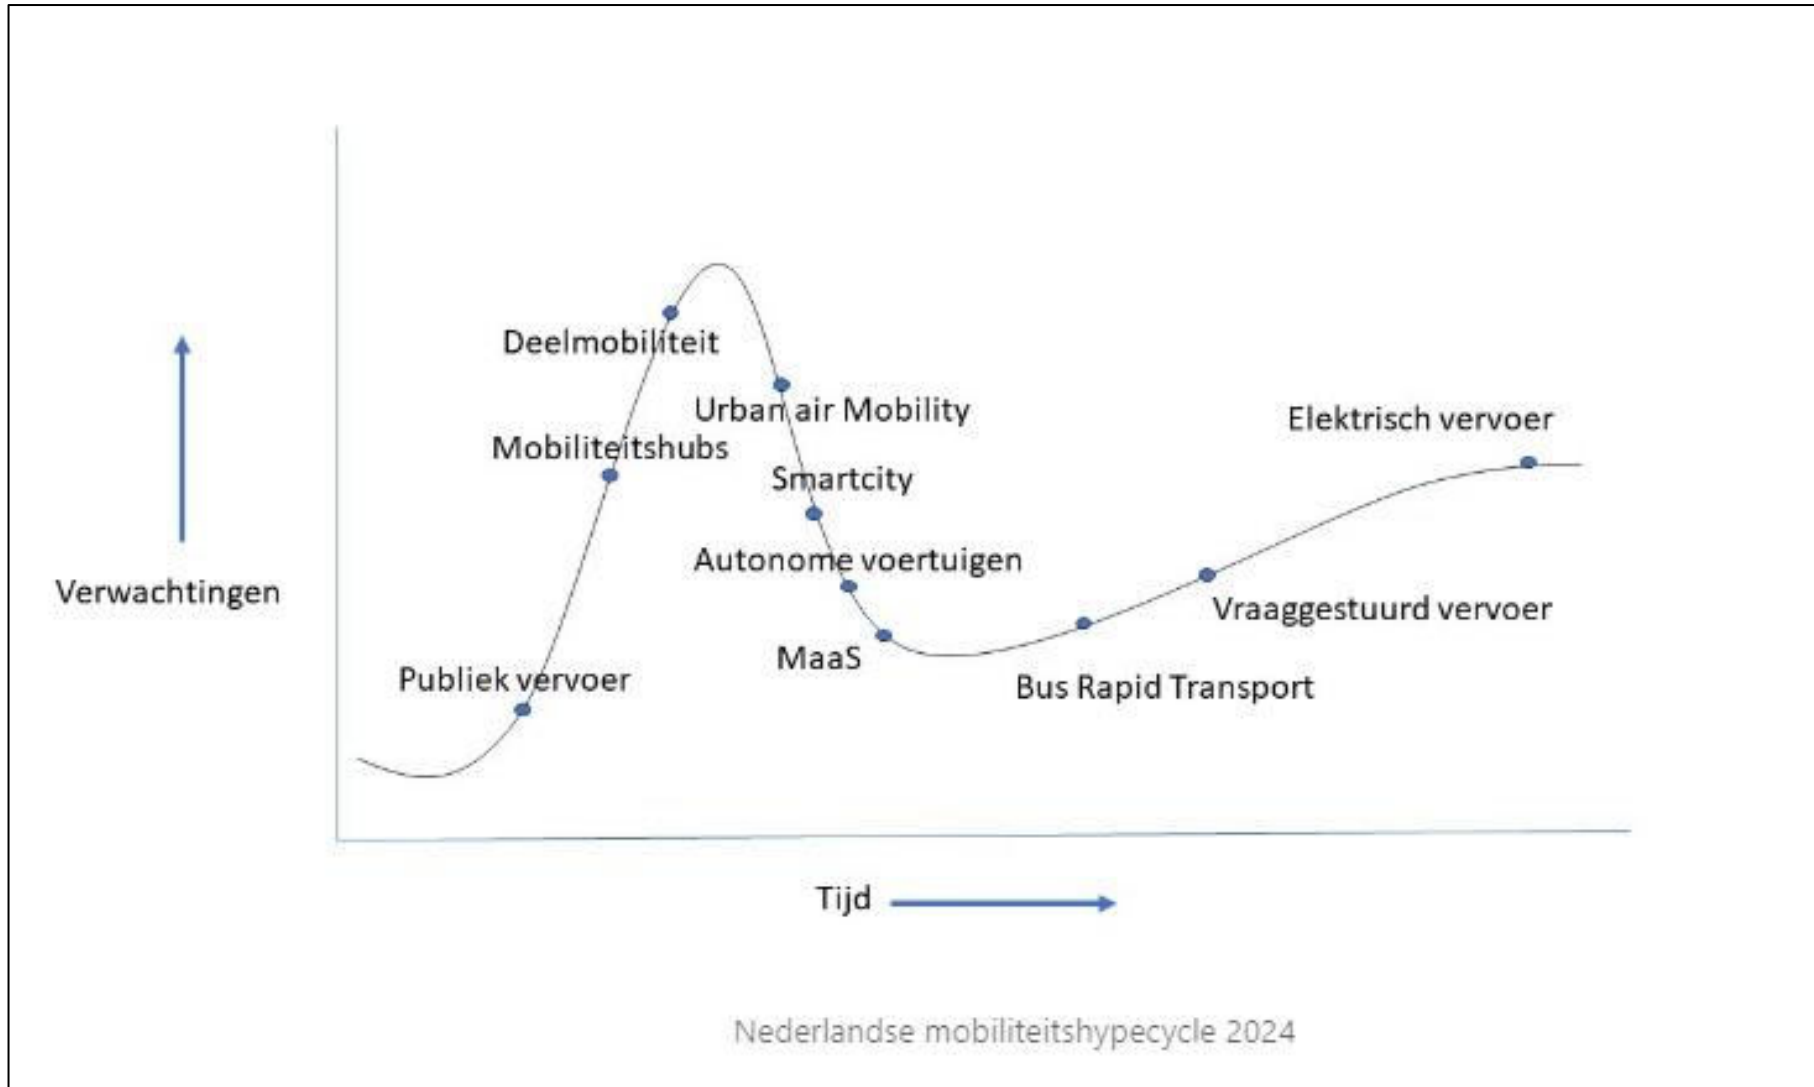 Deelmobiliteit
Urban air Mobility
Elektrisch vervoer
Mobiliteitshubs
Smartcity
Autonome voertuigen
Verwachtingen
Vraaggestuurd vervoer
MaaS
Publiek vervoer
Bus Rapid Transport
Tijd
Nederlandse mobiliteitshypecycle 2024